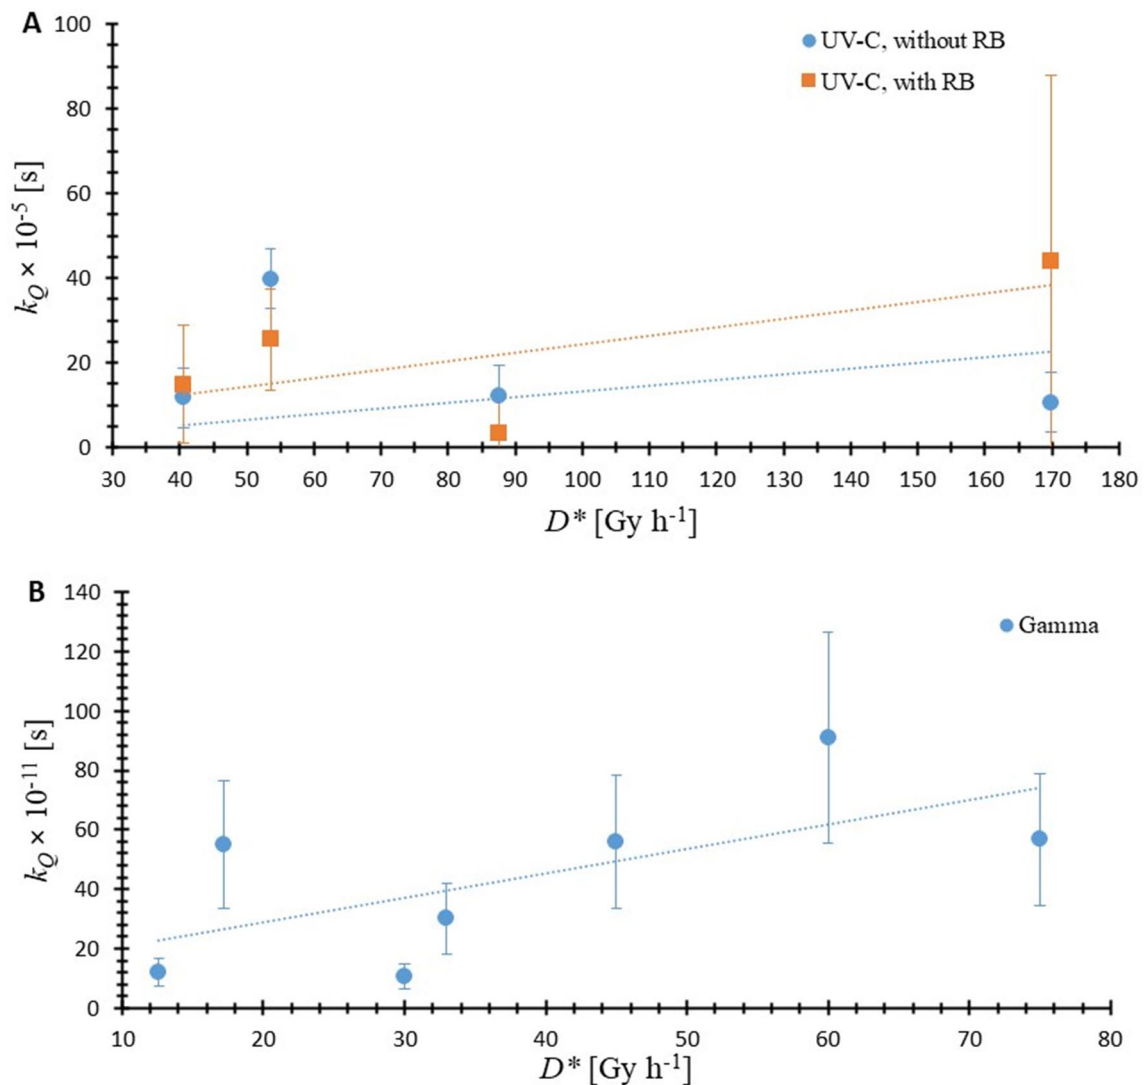 A
UV-C, without RB
UV-C, with RB
100
80
60
40
20
0
k_Q × 10⁻⁵ [s]
30 40 50 60 70 80 90 100 110 120 130 140 150 160 170 180
D* [Gy h⁻¹]
B
Gamma
140
120
100
80
60
40
20
0
k_Q × 10⁻¹¹ [s]
10 20 30 40 50 60 70 80
D* [Gy h⁻¹]